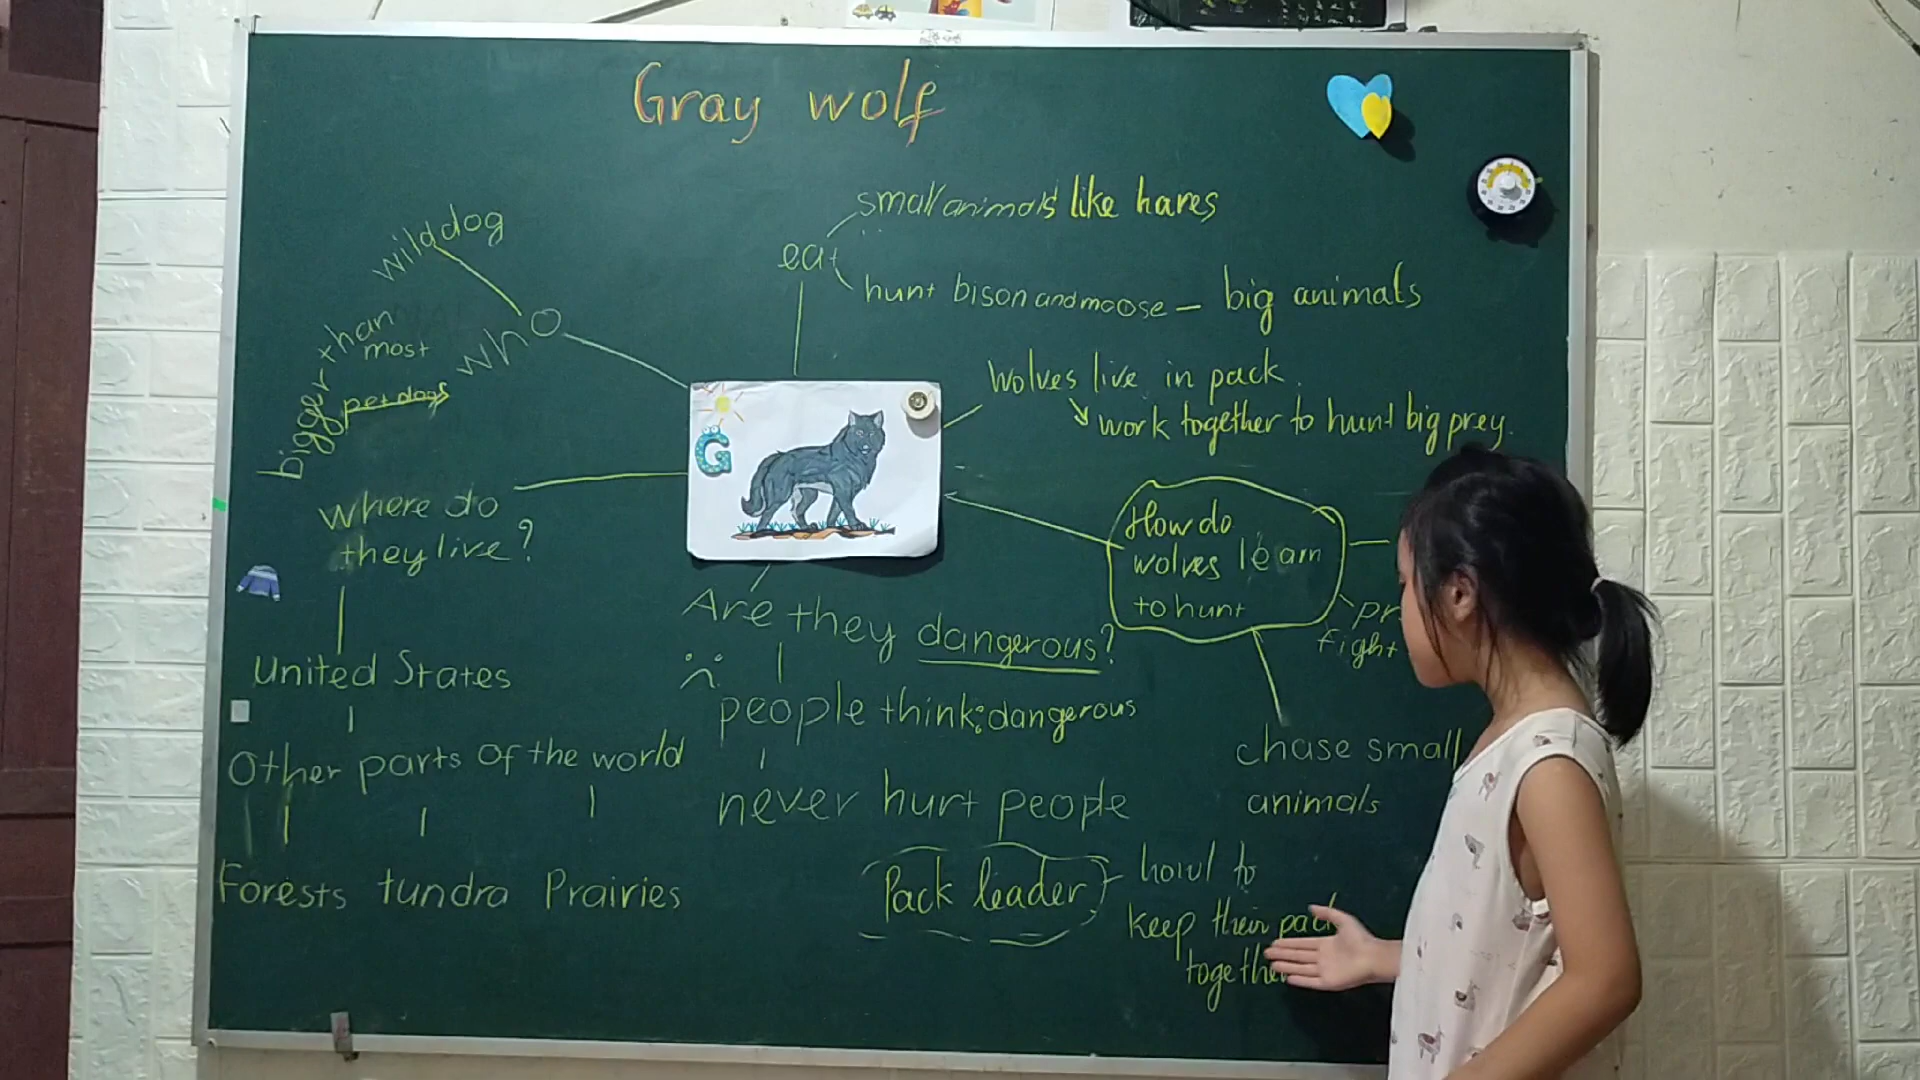 Gray wolf
small animals like hares
eat
hunt bison and moose - big animals
wild dog
who
bigger than
most
pet dogs
Wolves live in pack.
work together to hunt big prey.
G
where do
they live?
How do
wolves learn
to hunt
fight
United States
Other parts of the world
Forests tundra Prairies
Are they dangerous?
people think: dangerous
never hurt people
chase small
animals
Pack leader
howl to
keep their pack
together